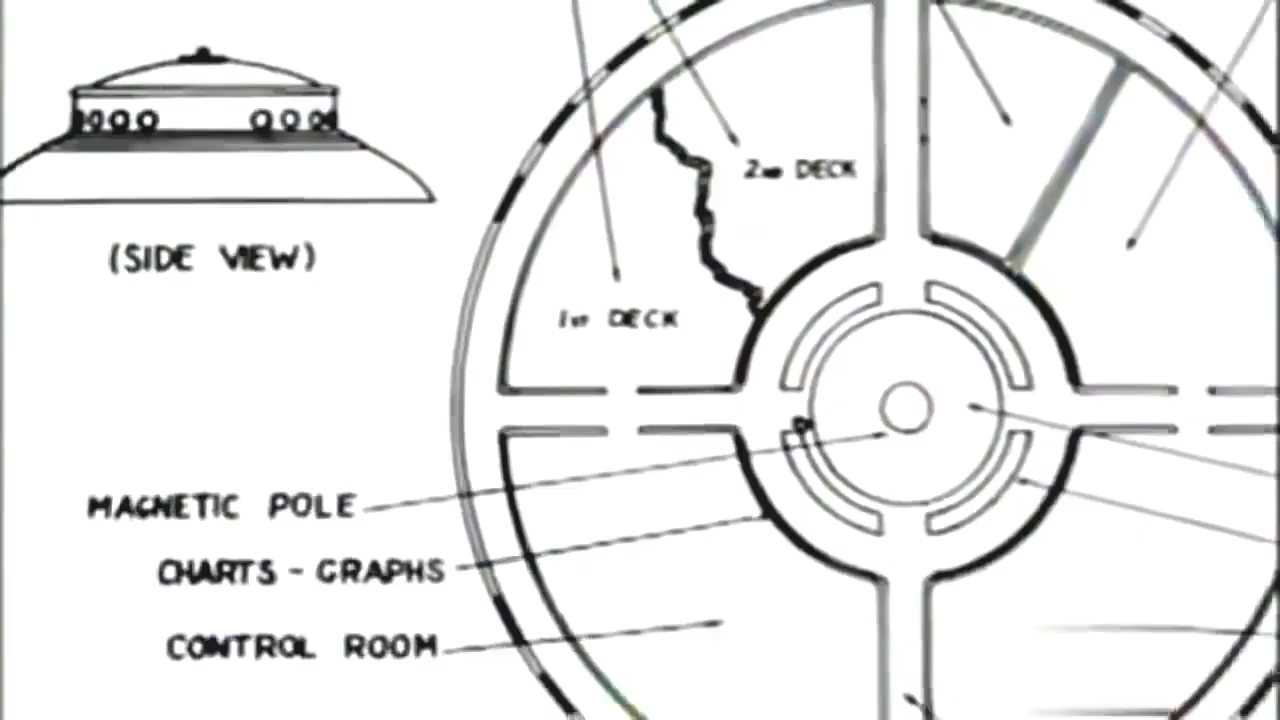 2ND DECK
(SIDE VIEW)
1ST DECK
MAGNETIC POLE
CHARTS - GRAPHS
CONTROL ROOM